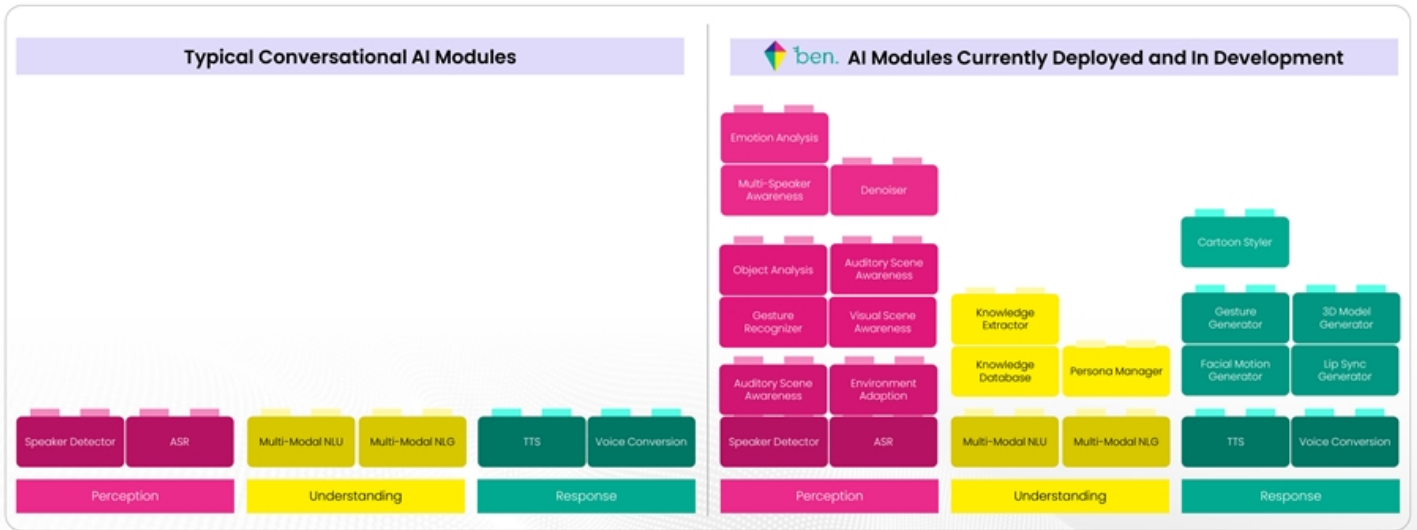 Typical Conversational AI Modules
Speaker Detector
ASR
Multi-Modal NLU
Multi-Modal NLG
TTS
Voice Conversion
Perception
Understanding
Response
ben. AI Modules Currently Deployed and In Development
Emotion Analysis
Multi-Speaker
Awareness
Denoiser
Object Analysis
Auditory Scene
Awareness
Gesture
Recognizer
Visual Scene
Awareness
Auditory Scene
Awareness
Environment
Adaption
Speaker Detector
ASR
Knowledge
Extractor
Knowledge
Database
Persona Manager
Multi-Modal NLU
Multi-Modal NLG
Cartoon Styler
Gesture
Generator
3D Model
Generator
Facial Motion
Generator
Lip Sync
Generator
TTS
Voice Conversion
Perception
Understanding
Response